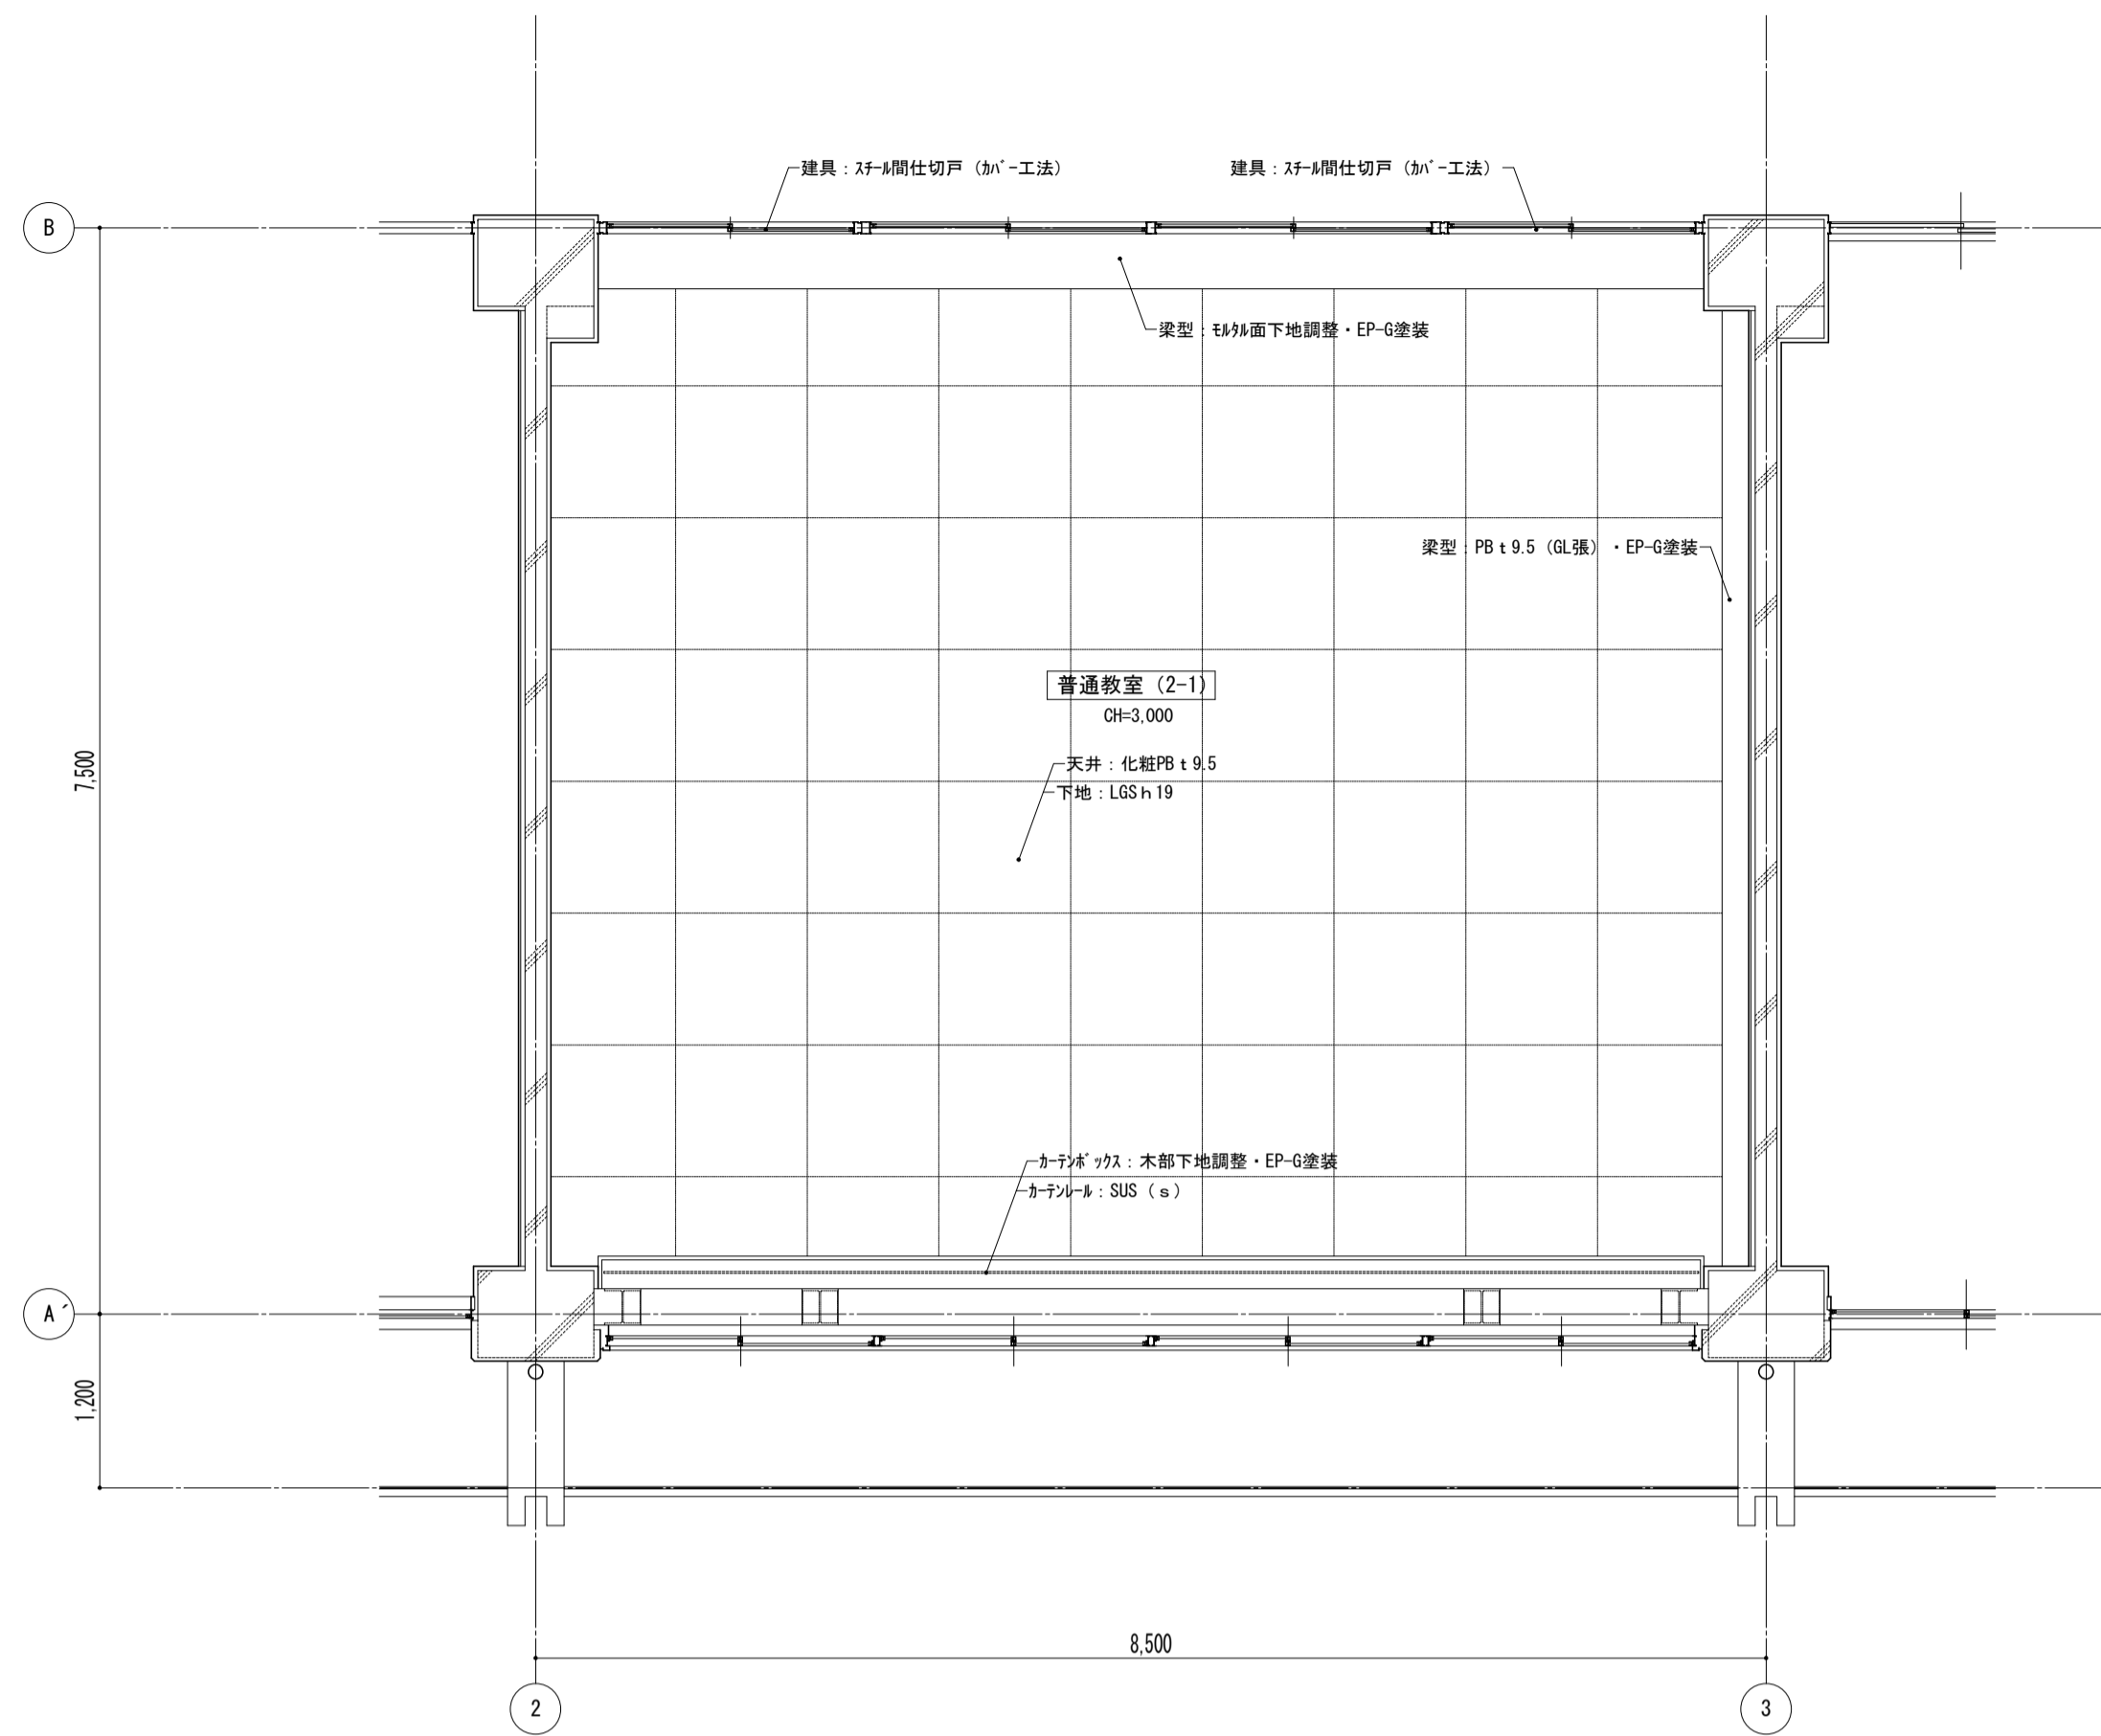 建具：ｽﾁｰﾙ間仕切戸（ｶﾊﾞｰ工法）
建具：ｽﾁｰﾙ間仕切戸（ｶﾊﾞｰ工法）
B
梁型：ﾓﾙﾀﾙ面下地調整・EP-G塗装
梁型：PBｔ9.5（GL張）・EP-G塗装
普通教室（2-1）
CH=3,000
天井：化粧PBｔ9.5
下地：LGSｈ19
7,500
ｶｰﾃﾝﾎﾞｯｸｽ：木部下地調整・EP-G塗装
ｶｰﾃﾝﾚｰﾙ：SUS（ｓ）
A´
1,200
8,500
2
3